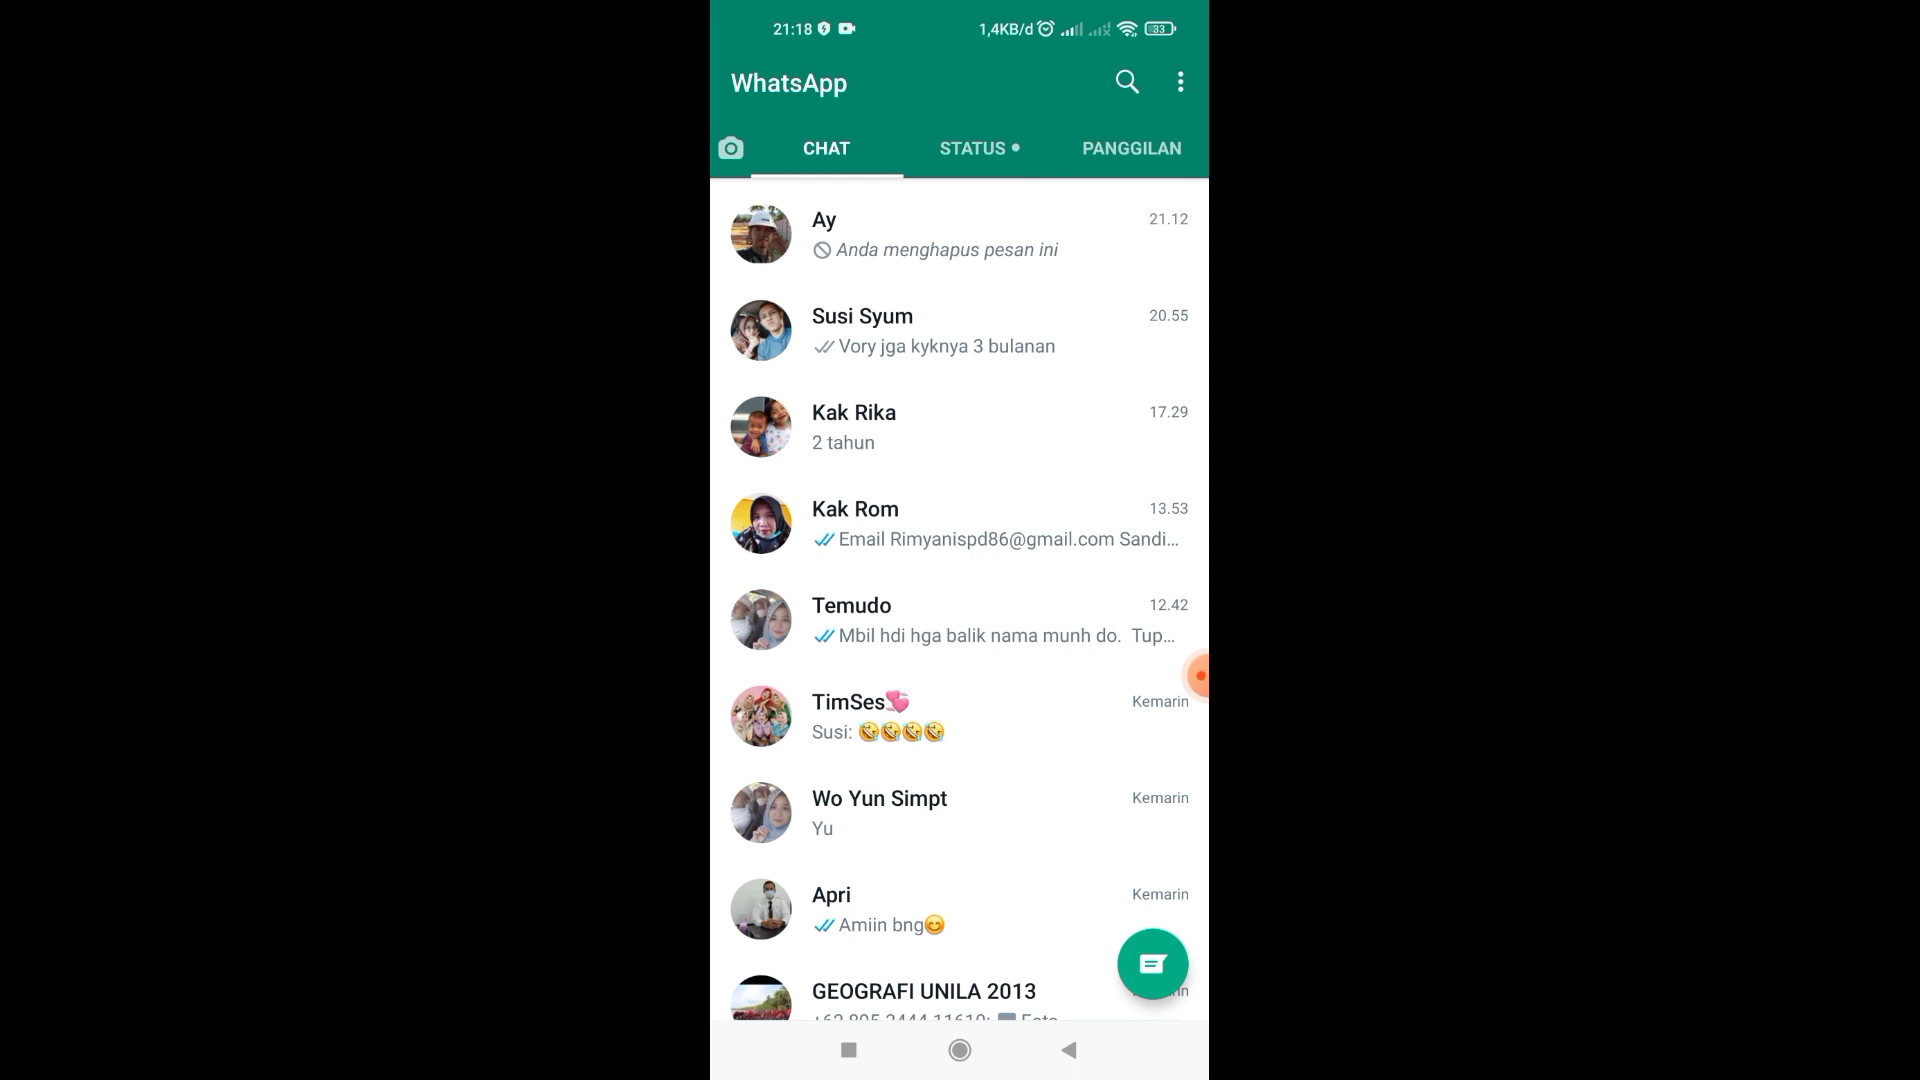 21:18 1,4KB/d 33
WhatsApp
CHAT STATUS PANGGILAN
Ay 21.12
Anda menghapus pesan ini
Susi Syum 20.55
Vory jga kyknya 3 bulanan
Kak Rika 17.29
2 tahun
Kak Rom 13.53
Email Rimyanispd86@gmail.com Sandi...
Temudo 12.42
Mbil hdi hga balik nama munh do. Tup...
TimSes💞 Kemarin
Susi: 🤣🤣🤣🤣
Wo Yun Simpt Kemarin
Yu
Apri Kemarin
Amiin bng😊
GEOGRAFI UNILA 2013